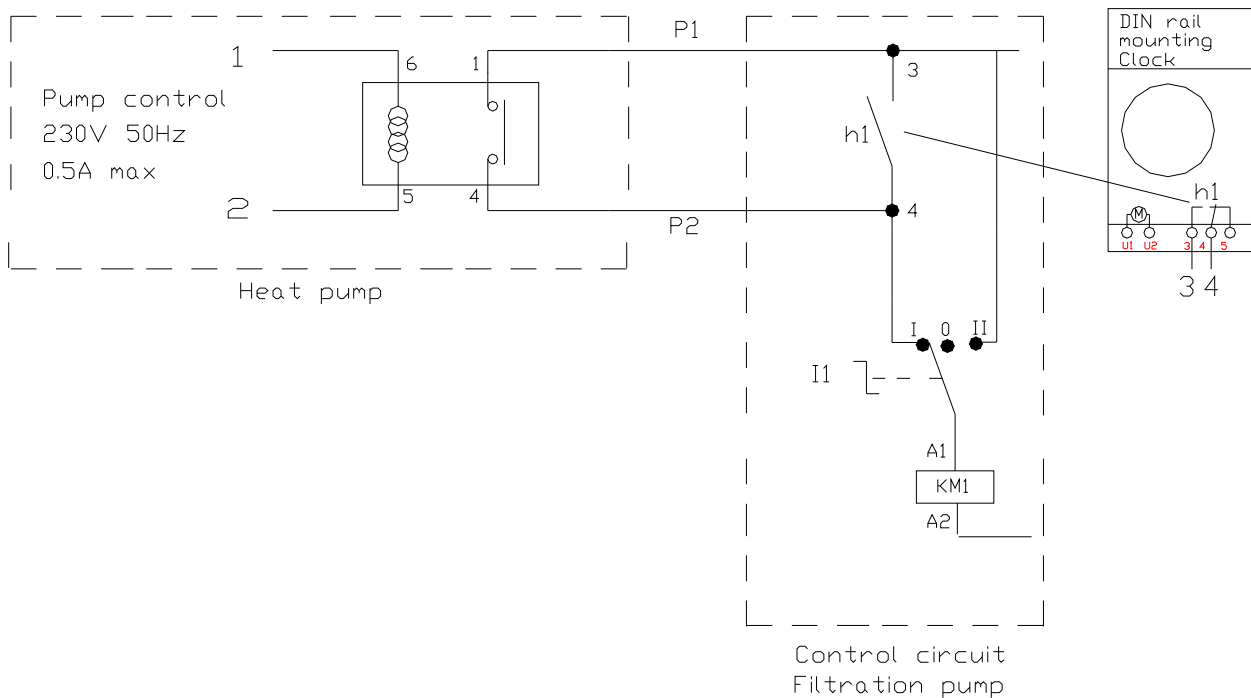 P1
DIN rail
mounting
Clock
1
6
1
3
Pump control
230V 50Hz
0.5A max
h1
h1
M
2
5
4
P2
4
U1 U2 3 4 5
3 4
Heat pump
I 0 II
I1
A1
KM1
A2
Control circuit
Filtration pump